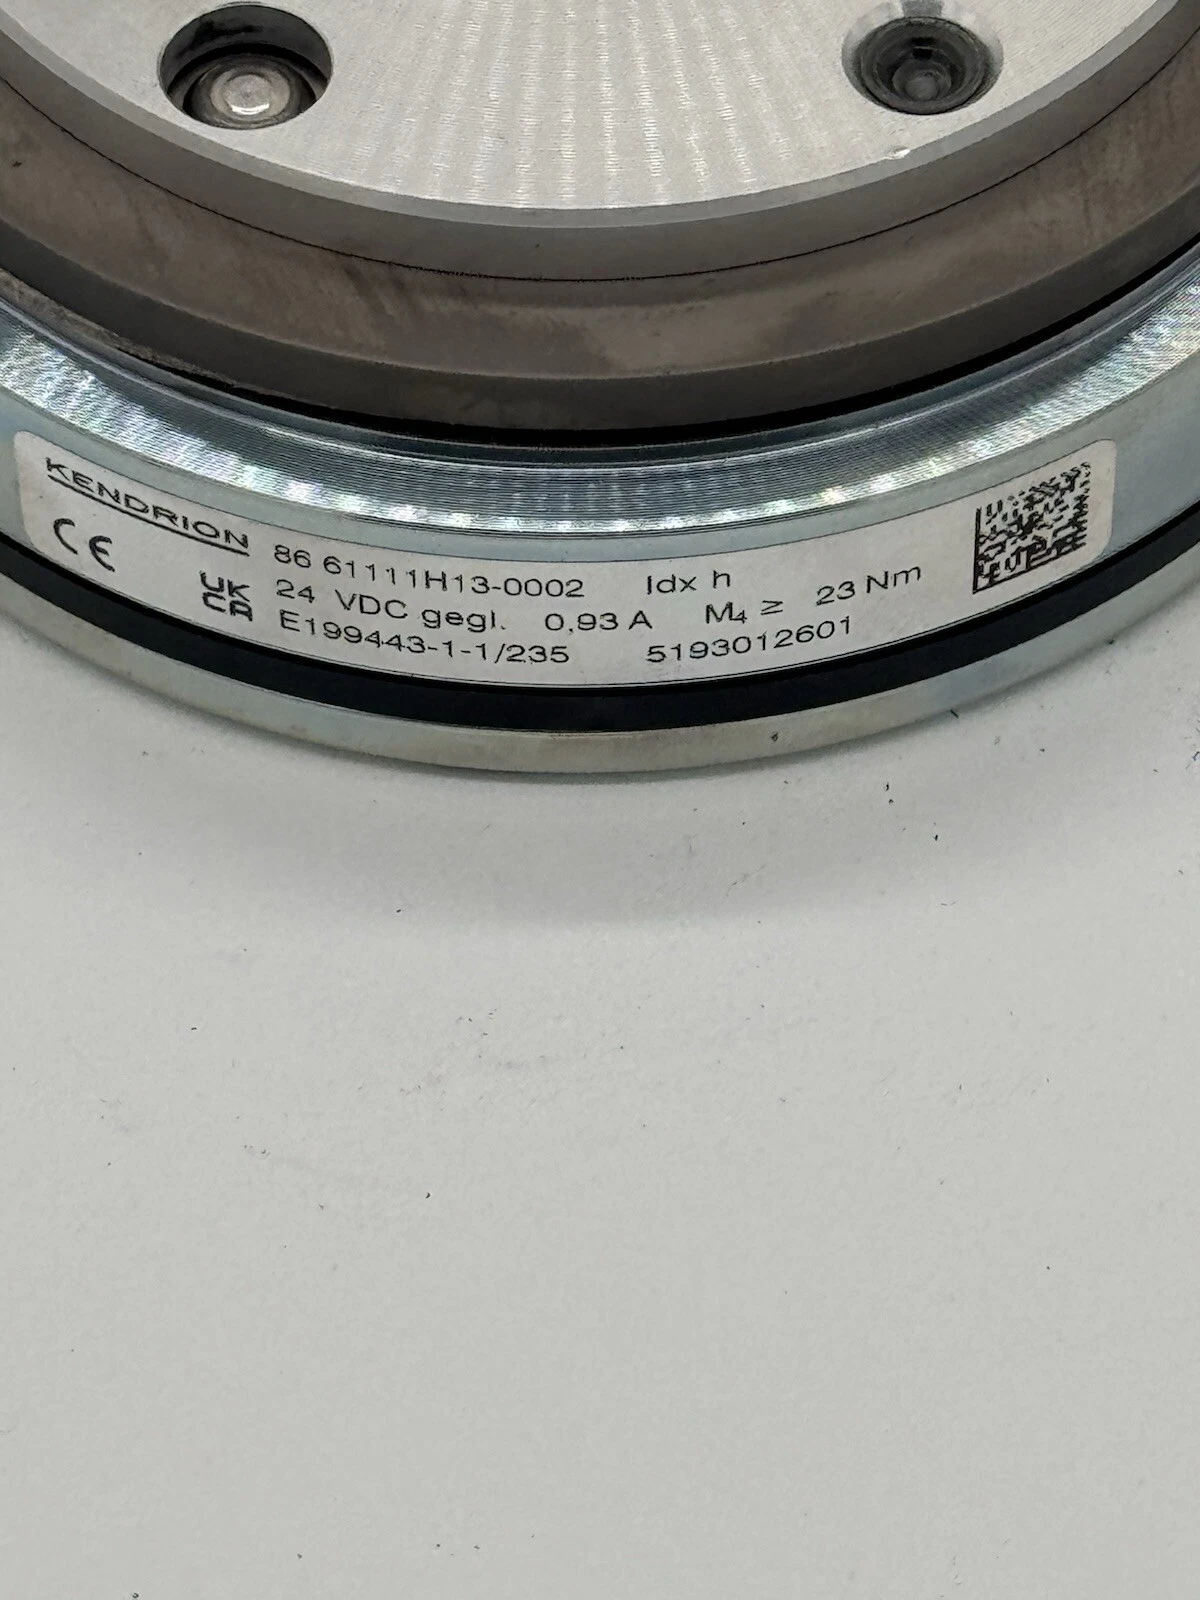 KENDRION
CE
UK
CA
86 61111H13-0002 Idx h
24 VDC gegl. 0,93 A M4 ≥ 23 Nm
E199443-1-1/235 5193012601